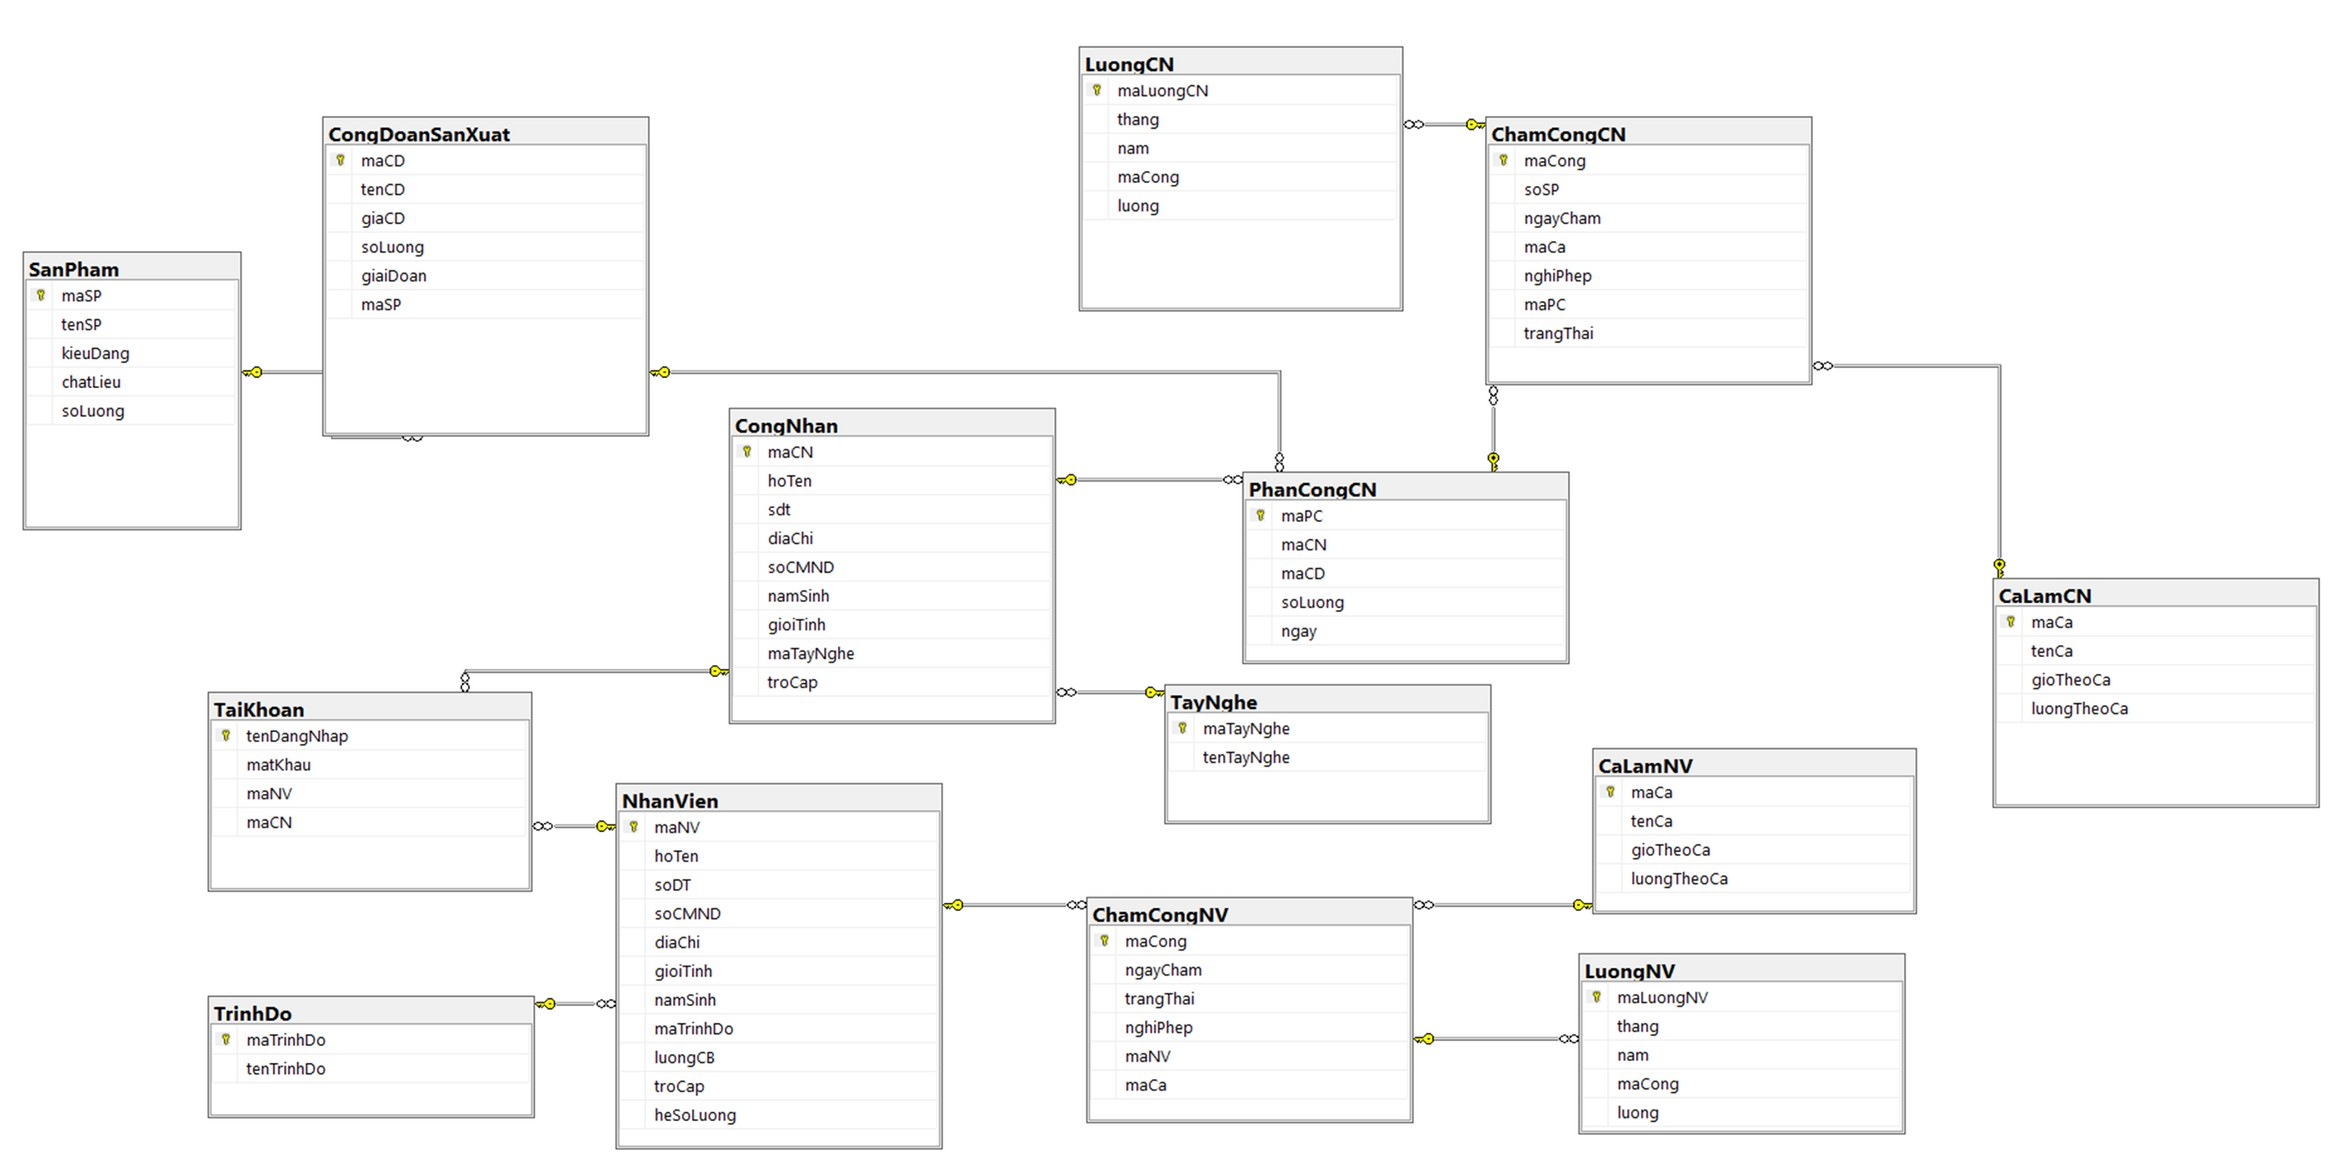 LuongCN
maLuongCN
thang
nam
maCong
luong
CongDoanSanXuat
maCD
tenCD
giaCD
soLuong
giaiDoan
maSP
ChamCongCN
maCong
soSP
ngayCham
maCa
nghiPhep
maPC
trangThai
SanPham
maSP
tenSP
kieuDang
chatLieu
soLuong
CongNhan
maCN
hoTen
sdt
diaChi
soCMND
namSinh
gioiTinh
maTayNghe
troCap
PhanCongCN
maPC
maCN
maCD
soLuong
ngay
CaLamCN
maCa
tenCa
gioTheoCa
luongTheoCa
TaiKhoan
tenDangNhap
matKhau
maNV
maCN
TayNghe
maTayNghe
tenTayNghe
CaLamNV
maCa
tenCa
gioTheoCa
luongTheoCa
NhanVien
maNV
hoTen
soDT
soCMND
diaChi
gioiTinh
namSinh
maTrinhDo
luongCB
troCap
heSoLuong
ChamCongNV
maCong
ngayCham
trangThai
nghiPhep
maNV
maCa
LuongNV
maLuongNV
thang
nam
maCong
luong
TrinhDo
maTrinhDo
tenTrinhDo